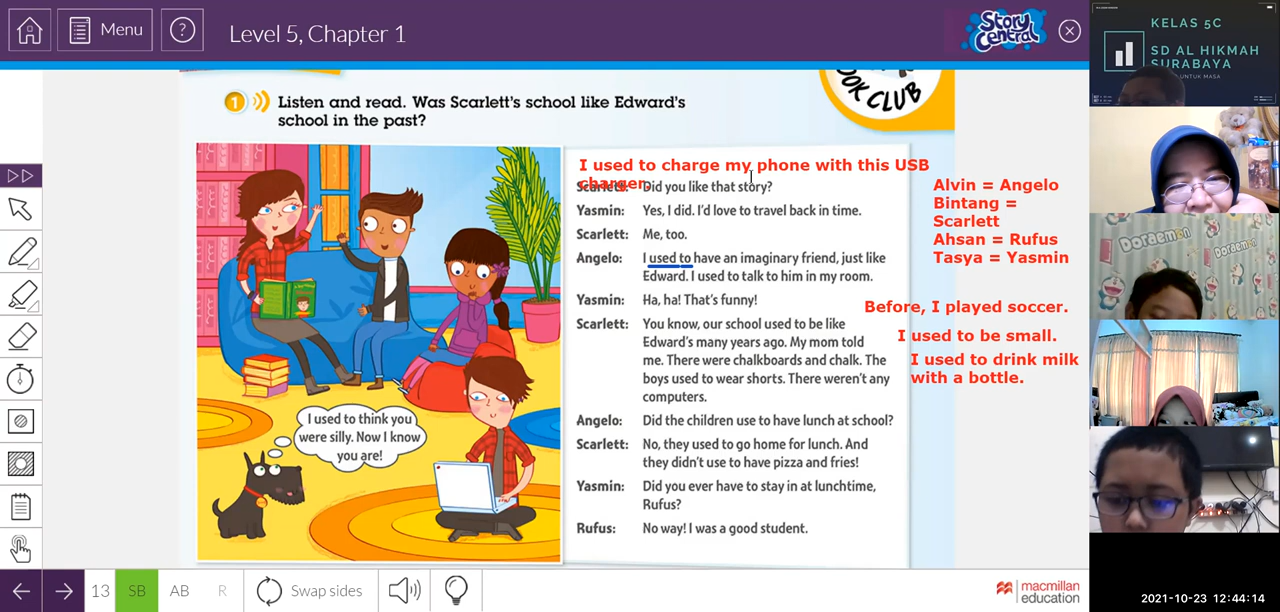 Menu
?
Level 5, Chapter 1
Story
Central
KELAS 5C
SD AL HIKMAH
SURABAYA
UNTUK MASA
BOOK CLUB
1
Listen and read. Was Scarlett's school like Edward's
school in the past?
I used to charge my phone with this USB
charger.
Scarlett: Did you like that story?
Yasmin: Yes, I did. I'd love to travel back in time.
Scarlett: Me, too.
Angelo: I used to have an imaginary friend, just like
Edward. I used to talk to him in my room.
Yasmin: Ha, ha! That's funny!
Scarlett: You know, our school used to be like
Edward's many years ago. My mom told
me. There were chalkboards and chalk. The
boys used to wear shorts. There weren't any
computers.
Angelo: Did the children use to have lunch at school?
Scarlett: No, they used to go home for lunch. And
they didn't use to have pizza and fries!
Yasmin: Did you ever have to stay in at lunchtime,
Rufus?
Rufus: No way! I was a good student.
Alvin = Angelo
Bintang =
Scarlett
Ahsan = Rufus
Tasya = Yasmin
Before, I played soccer.
I used to be small.
I used to drink milk
with a bottle.
I used to think you
were silly. Now I know
you are!
Doraemon
13
SB
AB
R
Swap sides
macmillan
education
2021-10-23 12:44:14